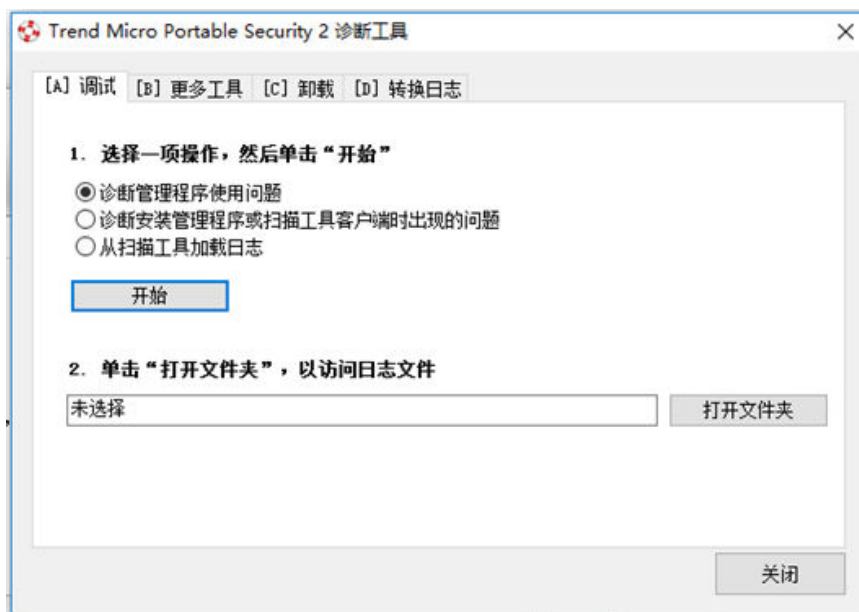 Trend Micro Portable Security 2 诊断工具
[A] 调试 [B] 更多工具 [C] 卸载 [D] 转换日志
1. 选择一项操作，然后单击“开始”
诊断管理程序使用问题
诊断安装管理程序或扫描工具客户端时出现的问题
从扫描工具加载日志
开始
2. 单击“打开文件夹”，以访问日志文件
未选择 打开文件夹
关闭